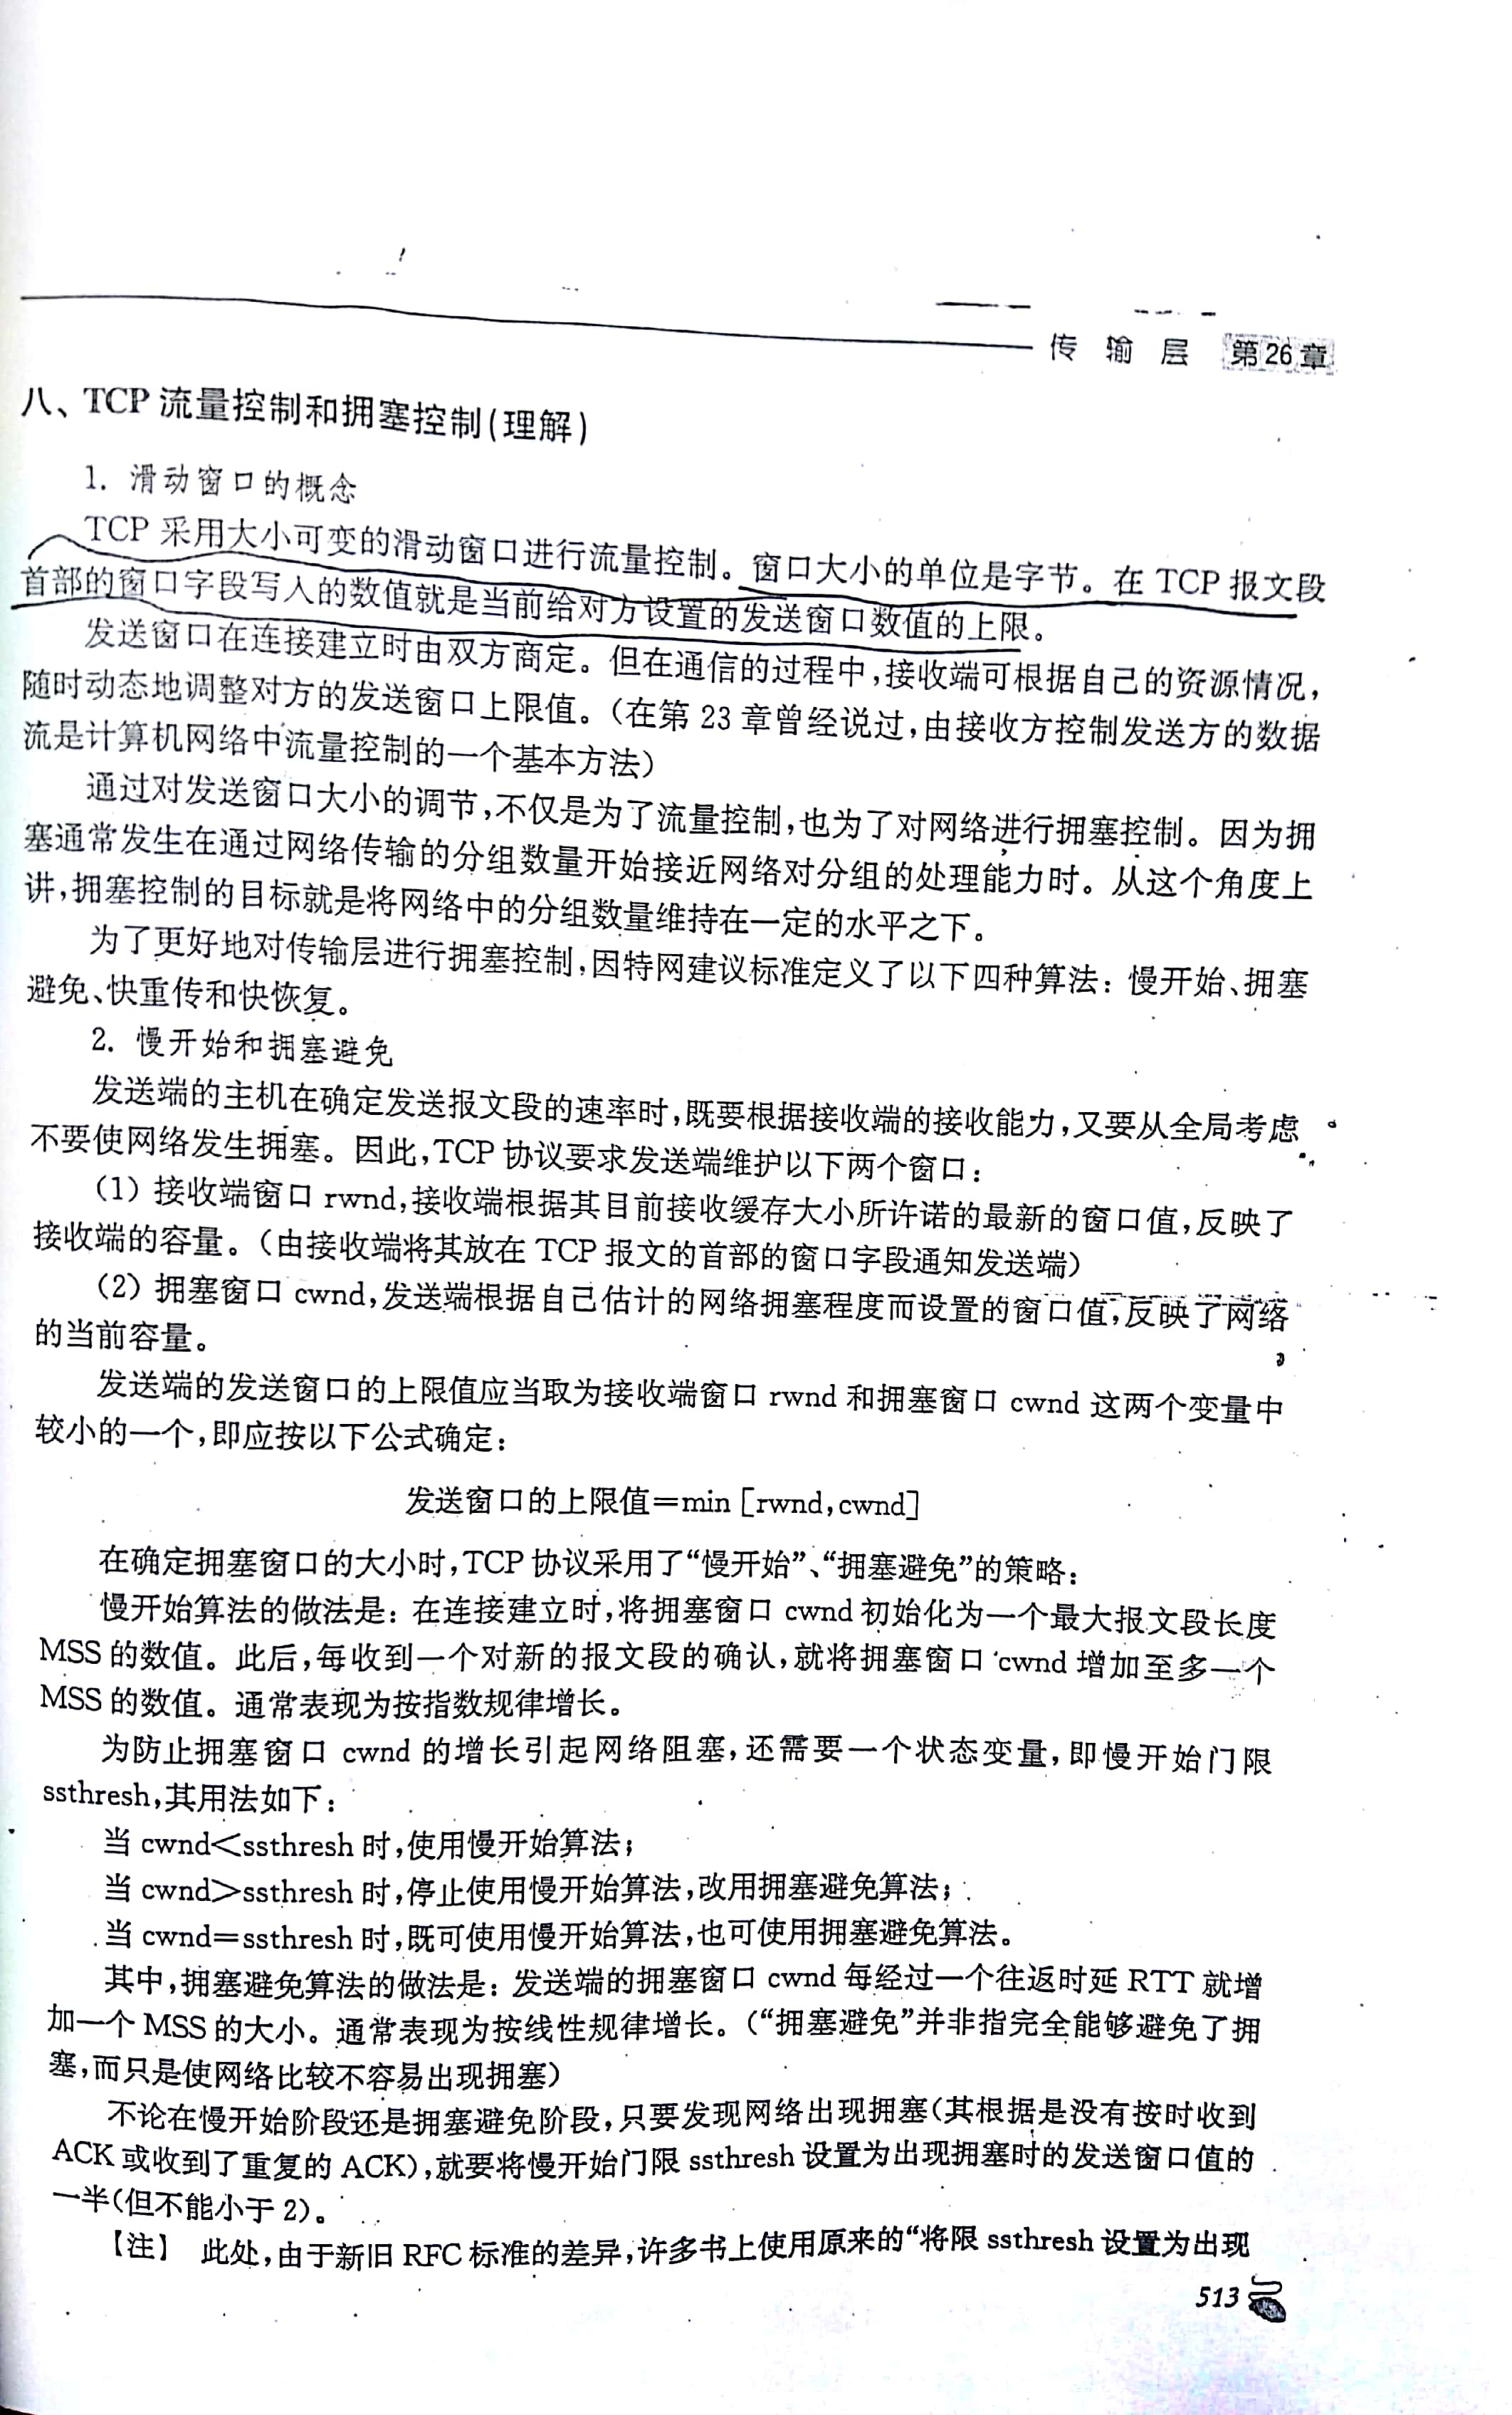 传输层 第26章
八、TCP 流量控制和拥塞控制(理解)
1. 滑动窗口的概念
TCP 采用大小可变的滑动窗口进行流量控制。窗口大小的单位是字节。在 TCP 报文段
首部的窗口字段写入的数值就是当前给对方设置的发送窗口数值的上限。
发送窗口在连接建立时由双方商定。但在通信的过程中,接收端可根据自己的资源情况,
随时动态地调整对方的发送窗口上限值。(在第 23 章曾经说过,由接收方控制发送方的数据
流是计算机网络中流量控制的一个基本方法)
通过对发送窗口大小的调节,不仅是为了流量控制,也为了对网络进行拥塞控制。因为拥
塞通常发生在通过网络传输的分组数量开始接近网络对分组的处理能力时。从这个角度上
讲,拥塞控制的目标就是将网络中的分组数量维持在一定的水平之下。
为了更好地对传输层进行拥塞控制,因特网建议标准定义了以下四种算法：慢开始、拥塞
避免、快重传和快恢复。
2. 慢开始和拥塞避免
发送端的主机在确定发送报文段的速率时,既要根据接收端的接收能力,又要从全局考虑
不要使网络发生拥塞。因此,TCP 协议要求发送端维护以下两个窗口：
(1) 接收端窗口 rwnd,接收端根据其目前接收缓存大小所许诺的最新的窗口值,反映了
接收端的容量。(由接收端将其放在 TCP 报文的首部的窗口字段通知发送端)
(2) 拥塞窗口 cwnd,发送端根据自己估计的网络拥塞程度而设置的窗口值,反映了网络
的当前容量。
发送端的发送窗口的上限值应当取为接收端窗口 rwnd 和拥塞窗口 cwnd 这两个变量中
较小的一个,即应按以下公式确定：
发送窗口的上限值=min [rwnd,cwnd]
在确定拥塞窗口的大小时,TCP 协议采用了“慢开始”、“拥塞避免”的策略：
慢开始算法的做法是：在连接建立时,将拥塞窗口 cwnd 初始化为一个最大报文段长度
MSS 的数值。此后,每收到一个对新的报文段的确认,就将拥塞窗口 cwnd 增加至多一个
MSS 的数值。通常表现为按指数规律增长。
为防止拥塞窗口 cwnd 的增长引起网络阻塞,还需要一个状态变量,即慢开始门限
ssthresh,其用法如下：
当 cwnd<ssthresh 时,使用慢开始算法;
当 cwnd>ssthresh 时,停止使用慢开始算法,改用拥塞避免算法;
当 cwnd=ssthresh 时,既可使用慢开始算法,也可使用拥塞避免算法。
其中,拥塞避免算法的做法是：发送端的拥塞窗口 cwnd 每经过一个往返时延 RTT 就增
加一个 MSS 的大小。通常表现为按线性规律增长。(“拥塞避免”并非指完全能够避免了拥
塞,而只是使网络比较不容易出现拥塞)
不论在慢开始阶段还是拥塞避免阶段,只要发现网络出现拥塞(其根据是没有按时收到
ACK 或收到了重复的 ACK),就要将慢开始门限 ssthresh 设置为出现拥塞时的发送窗口值的
一半(但不能小于 2)。
【注】 此处,由于新旧 RFC 标准的差异,许多书上使用原来的“将限 ssthresh 设置为出现
513